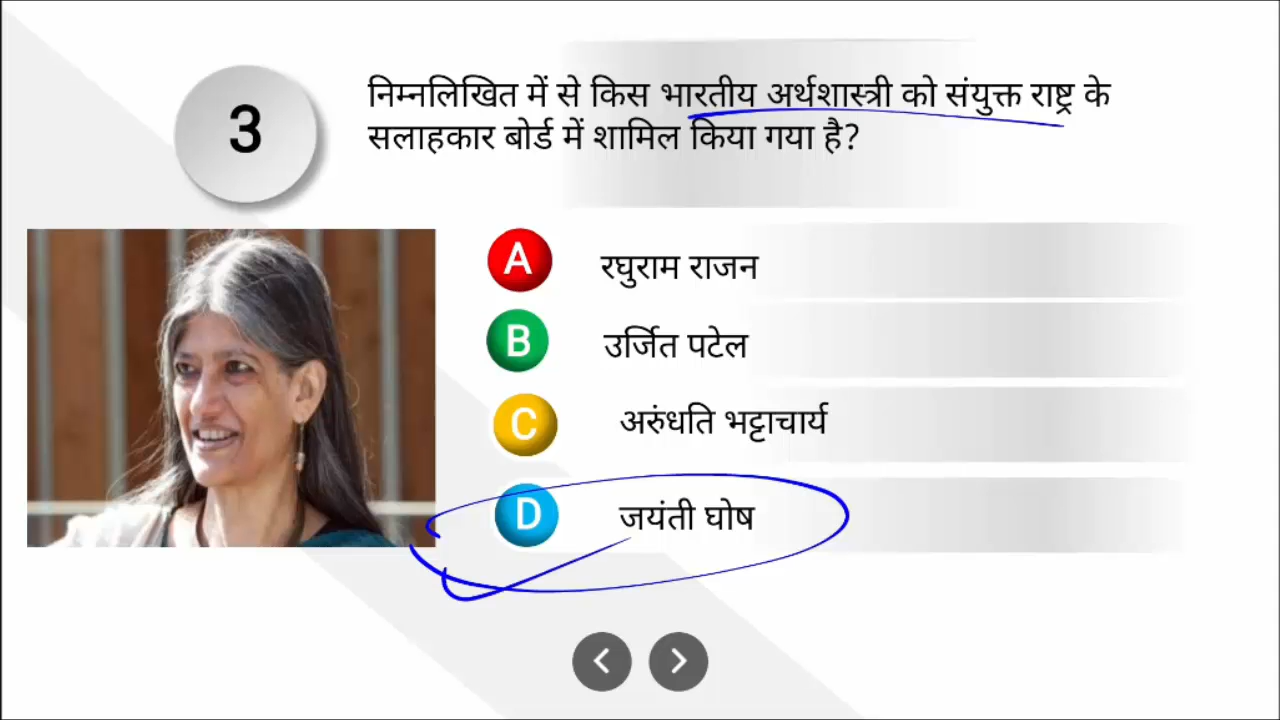 3
निम्नलिखित में से किस भारतीय अर्थशास्त्री को संयुक्त राष्ट्र के
सलाहकार बोर्ड में शामिल किया गया है?
A रघुराम राजन
B उर्जित पटेल
C अरुंधति भट्टाचार्य
D जयंती घोष